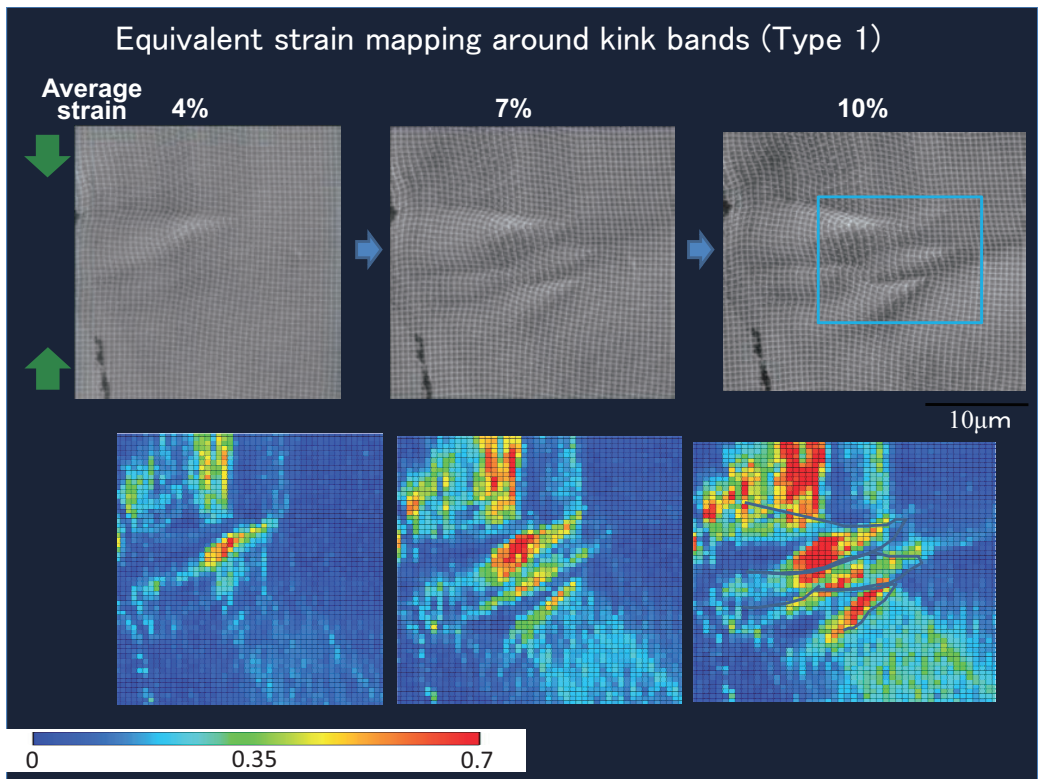 Equivalent strain mapping around kink bands (Type 1)
Average
strain
4%
7%
10%
10μm
0
0.35
0.7